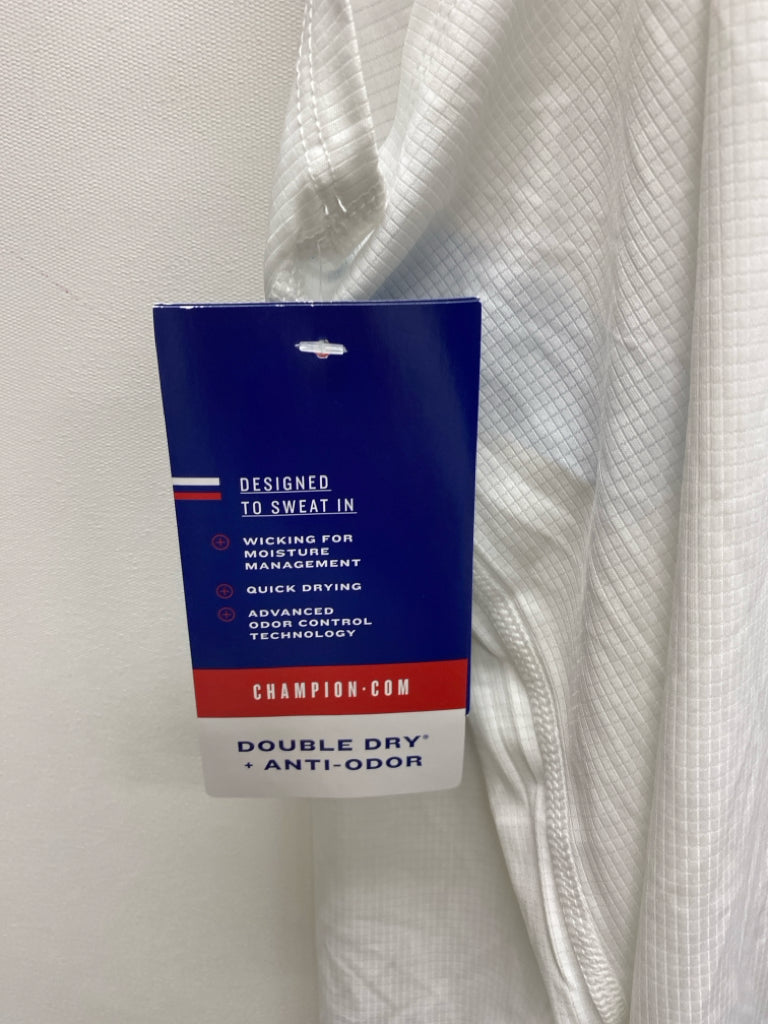 DESIGNED
TO SWEAT IN
WICKING FOR
MOISTURE
MANAGEMENT
QUICK DRYING
ADVANCED
ODOR CONTROL
TECHNOLOGY
CHAMPION·COM
DOUBLE DRY®
+ ANTI-ODOR